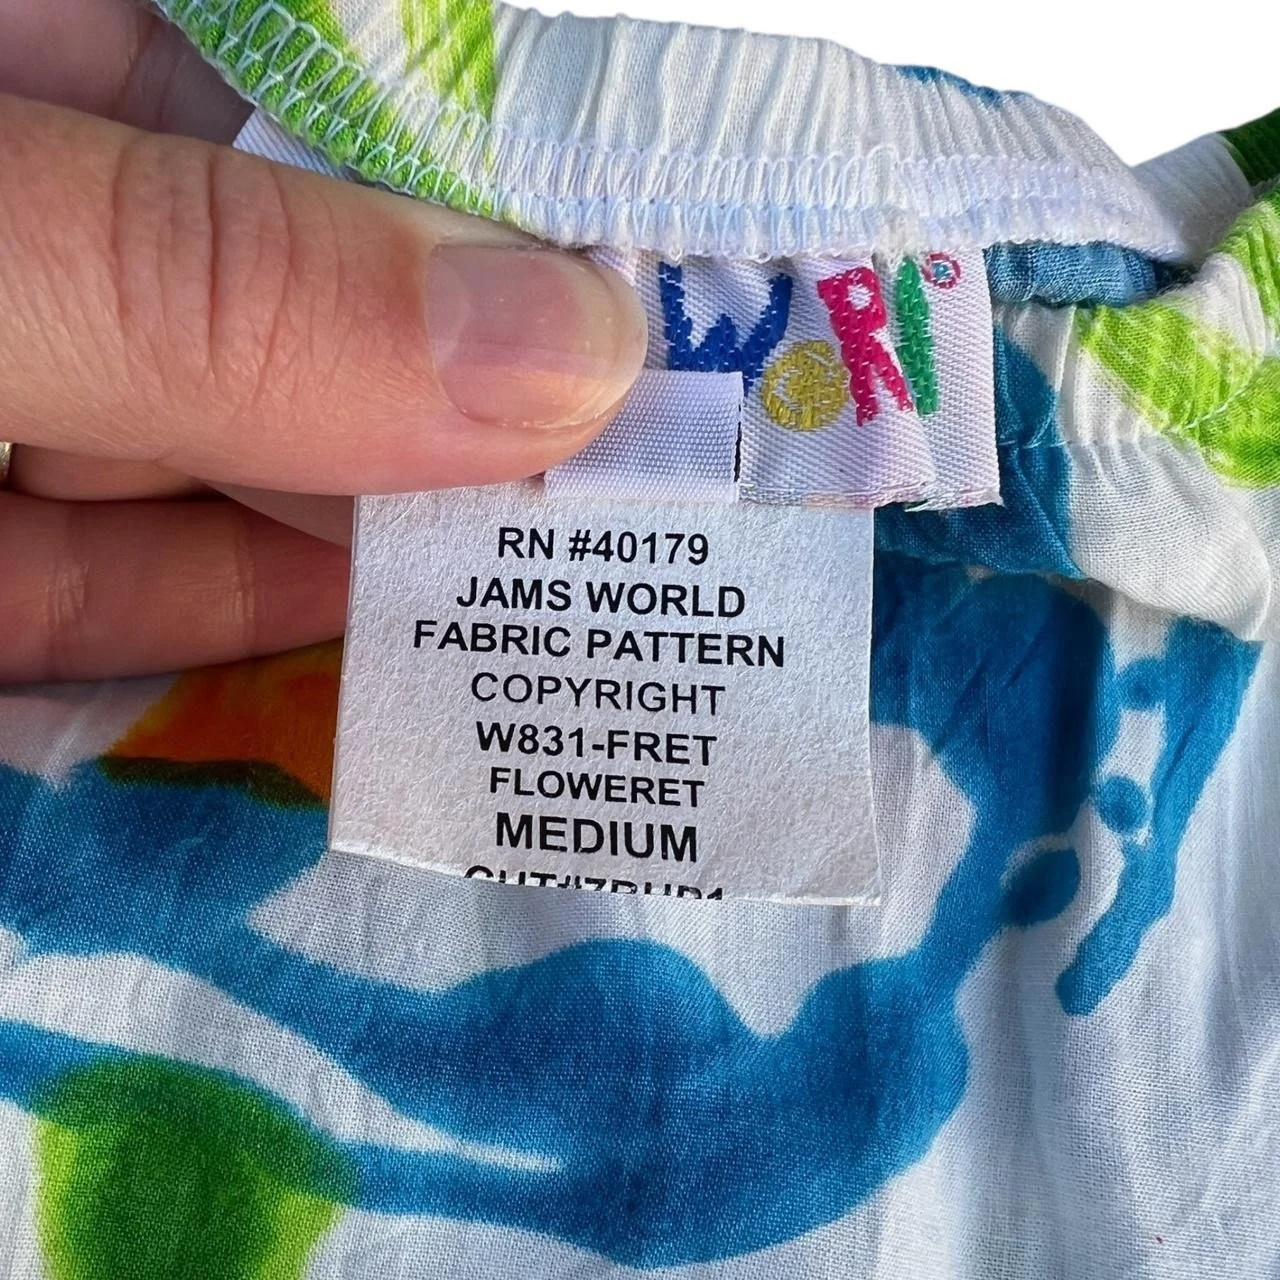 WORL
RN #40179
JAMS WORLD
FABRIC PATTERN
COPYRIGHT
W831-FRET
FLOWERET
MEDIUM